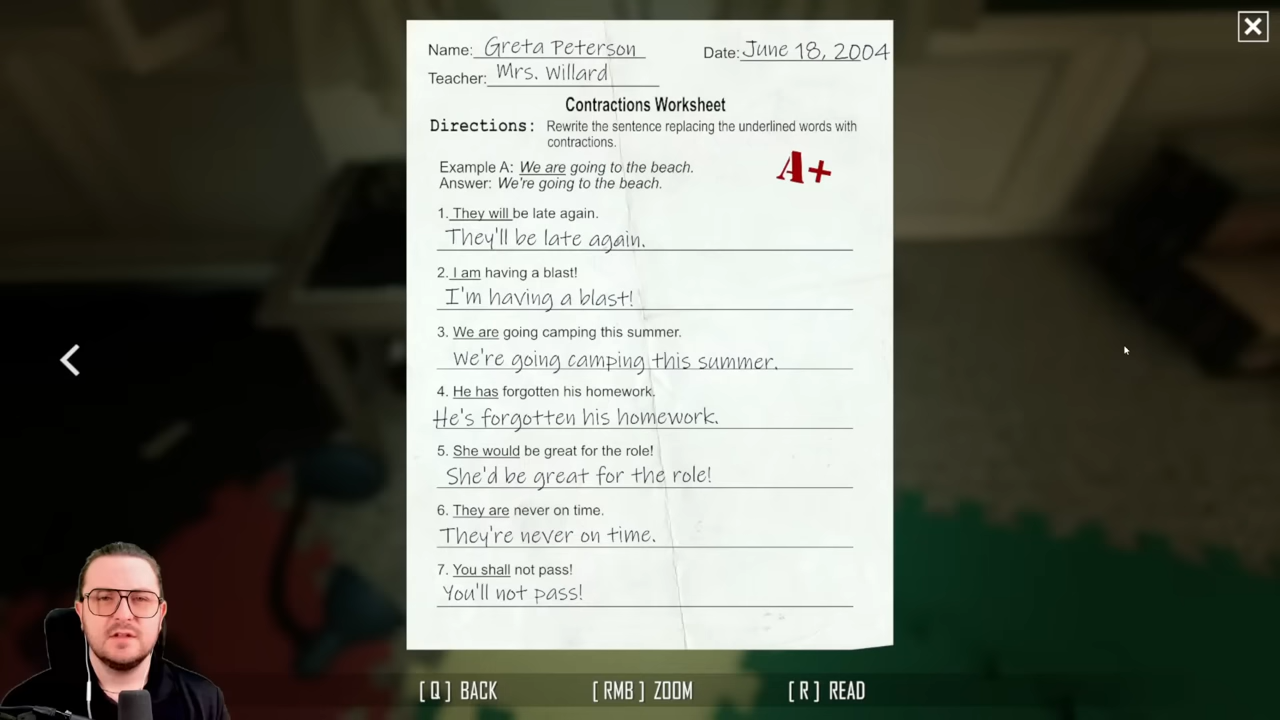 Name: Greta Peterson Date: June 18, 2004
Teacher: Mrs. Willard
Contractions Worksheet
Directions: Rewrite the sentence replacing the underlined words with
contractions.
A+
Example A: We are going to the beach.
Answer: We're going to the beach.
1. They will be late again.
They'll be late again.
2. I am having a blast!
I'm having a blast!
3. We are going camping this summer.
We're going camping this summer.
4. He has forgotten his homework.
He's forgotten his homework.
5. She would be great for the role!
She'd be great for the role!
6. They are never on time.
They're never on time.
7. You shall not pass!
You'll not pass!
[ Q ] BACK [ RMB ] ZOOM [ R ] READ